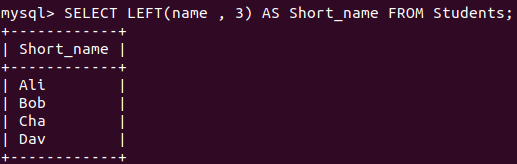 mysql> SELECT LEFT(name , 3) AS Short_name FROM Students;
+------------+
| Short_name |
+------------+
| Ali        |
| Bob        |
| Cha        |
| Dav        |
+------------+